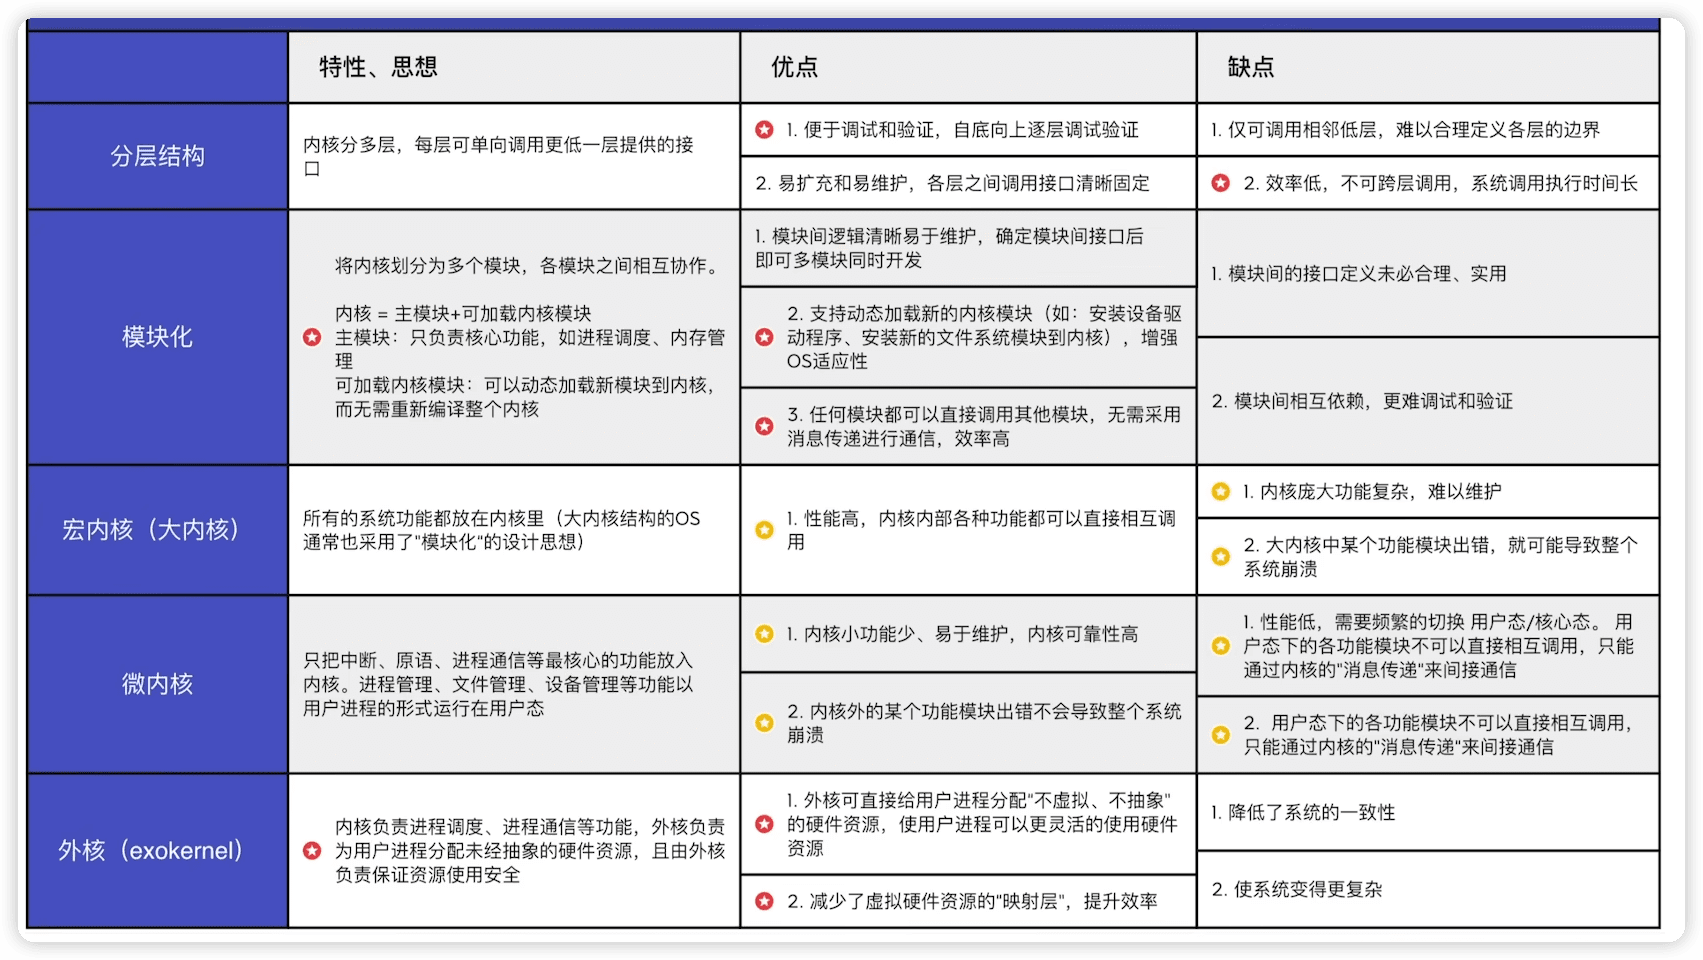 特性、思想
优点
缺点
分层结构
内核分多层，每层可单向调用更低一层提供的接
口
1. 便于调试和验证，自底向上逐层调试验证
2. 易扩充和易维护，各层之间调用接口清晰固定
1. 仅可调用相邻低层，难以合理定义各层的边界
2. 效率低，不可跨层调用，系统调用执行时间长
模块化
将内核划分为多个模块，各模块之间相互协作。
内核 = 主模块+可加载内核模块
主模块：只负责核心功能，如进程调度、内存管
理
可加载内核模块：可以动态加载新模块到内核，
而无需重新编译整个内核
1. 模块间逻辑清晰易于维护，确定模块间接口后
即可多模块同时开发
2. 支持动态加载新的内核模块（如：安装设备驱
动程序、安装新的文件系统模块到内核），增强
OS适应性
3. 任何模块都可以直接调用其他模块，无需采用
消息传递进行通信，效率高
1. 模块间的接口定义未必合理、实用
2. 模块间相互依赖，更难调试和验证
宏内核（大内核）
所有的系统功能都放在内核里（大内核结构的OS
通常也采用了"模块化"的设计思想）
1. 性能高，内核内部各种功能都可以直接相互调
用
1. 内核庞大功能复杂，难以维护
2. 大内核中某个功能模块出错，就可能导致整个
系统崩溃
微内核
只把中断、原语、进程通信等最核心的功能放入
内核。进程管理、文件管理、设备管理等功能以
用户进程的形式运行在用户态
1. 内核小功能少、易于维护，内核可靠性高
2. 内核外的某个功能模块出错不会导致整个系统
崩溃
1. 性能低，需要频繁的切换 用户态/核心态。 用
户态下的各功能模块不可以直接相互调用，只能
通过内核的"消息传递"来间接通信
2. 用户态下的各功能模块不可以直接相互调用，
只能通过内核的"消息传递"来间接通信
外核（exokernel）
内核负责进程调度、进程通信等功能，外核负责
为用户进程分配未经抽象的硬件资源，且由外核
负责保证资源使用安全
1. 外核可直接给用户进程分配"不虚拟、不抽象"
的硬件资源，使用户进程可以更灵活的使用硬件
资源
2. 减少了虚拟硬件资源的"映射层"，提升效率
1. 降低了系统的一致性
2. 使系统变得更复杂